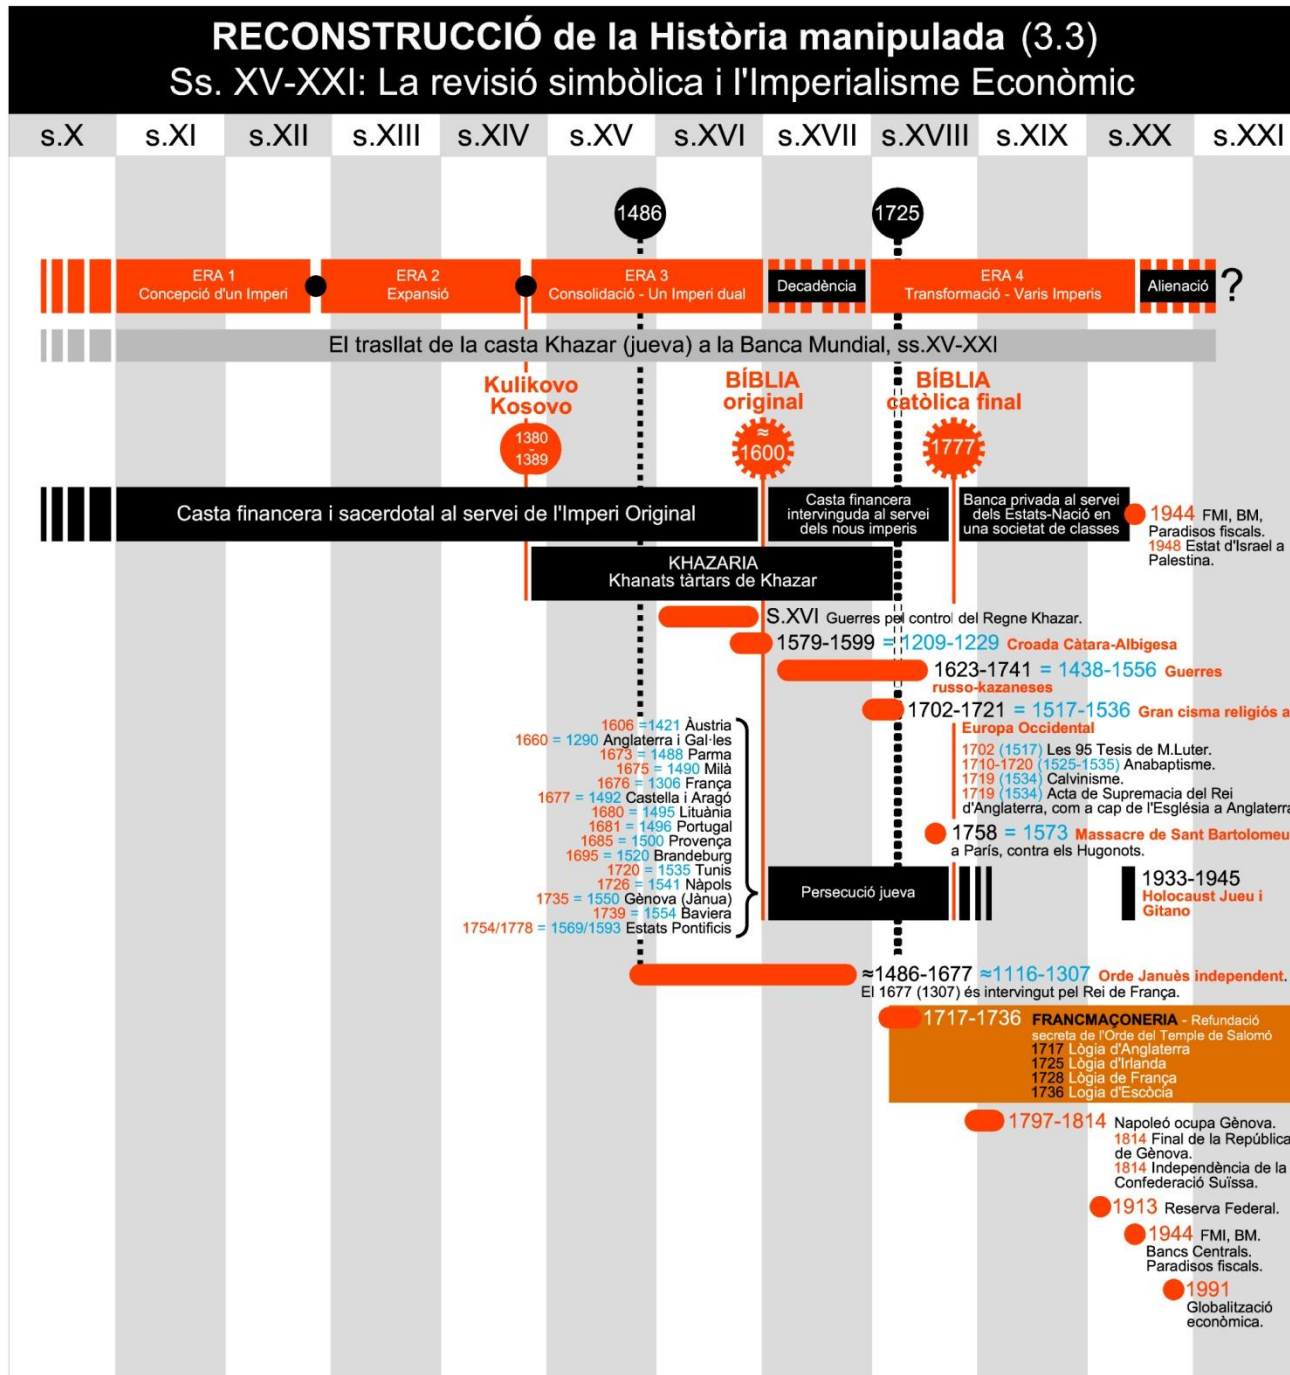 RECONSTRUCCIÓ de la Història manipulada (3.3)
Ss. XV-XXI: La revisió simbòlica i l'Imperialisme Econòmic
s.X s.XI s.XII s.XIII s.XIV s.XV s.XVI s.XVII s.XVIII s.XIX s.XX s.XXI
1486
1725
ERA 1
Concepció d'un Imperi
ERA 2
Expansió
ERA 3
Consolidació - Un Imperi dual
Decadència
ERA 4
Transformació - Varis Imperis
Alienació
?
El trasllat de la casta Khazar (jueva) a la Banca Mundial, ss.XV-XXI
Kulikovo
Kosovo
1380
-
1389
BÍBLIA
original
≈
1600
BÍBLIA
catòlica final
1777
Casta financera i sacerdotal al servei de l'Imperi Original
Casta financera
intervinguda al servei
dels nous imperis
Banca privada al servei
dels Estats-Nació en
una societat de classes
1944 FMI, BM,
Paradisos fiscals.
1948 Estat d'Israel a
Palestina.
KHAZARIA
Khanats tàrtars de Khazar
S.XVI Guerres pel control del Regne Khazar.
1579-1599 = 1209-1229 Croada Càtara-Albigesa
1623-1741 = 1438-1556 Guerres
russo-kazaneses
1702-1721 = 1517-1536 Gran cisma religiós a
Europa Occidental
1702 (1517) Les 95 Tesis de M.Luter.
1710-1720 (1525-1535) Anabaptisme.
1719 (1534) Calvinisme.
1719 (1534) Acta de Supremacia del Rei
d'Anglaterra, com a cap de l'Església a Anglaterra
1758 = 1573 Massacre de Sant Bartolomeu
a París, contra els Hugonots.
1606 =1421 Àustria
1660 = 1290 Anglaterra i Gal·les
1673 = 1488 Parma
1675 = 1490 Milà
1676 = 1306 França
1677 = 1492 Castella i Aragó
1680 = 1495 Lituània
1681 = 1496 Portugal
1685 = 1500 Provença
1695 = 1520 Brandeburg
1720 = 1535 Tunis
1726 = 1541 Nàpols
1735 = 1550 Gènova (Jànua)
1739 = 1554 Baviera
1754/1778 = 1569/1593 Estats Pontificis
Persecució jueva
1933-1945
Holocaust Jueu i
Gitano
≈1486-1677 ≈1116-1307 Orde Januès independent.
El 1677 (1307) és intervingut pel Rei de França.
1717-1736 FRANCMAÇONERIA - Refundació
secreta de l'Orde del Temple de Salomó
1717 Lògia d'Anglaterra
1725 Lògia d'Irlanda
1728 Lògia de França
1736 Logia d'Escòcia
1797-1814 Napoleó ocupa Gènova.
1814 Final de la República
de Gènova.
1814 Independència de la
Confederació Suïssa.
1913 Reserva Federal.
1944 FMI, BM.
Bancs Centrals.
Paradisos fiscals.
1991
Globalització
econòmica.